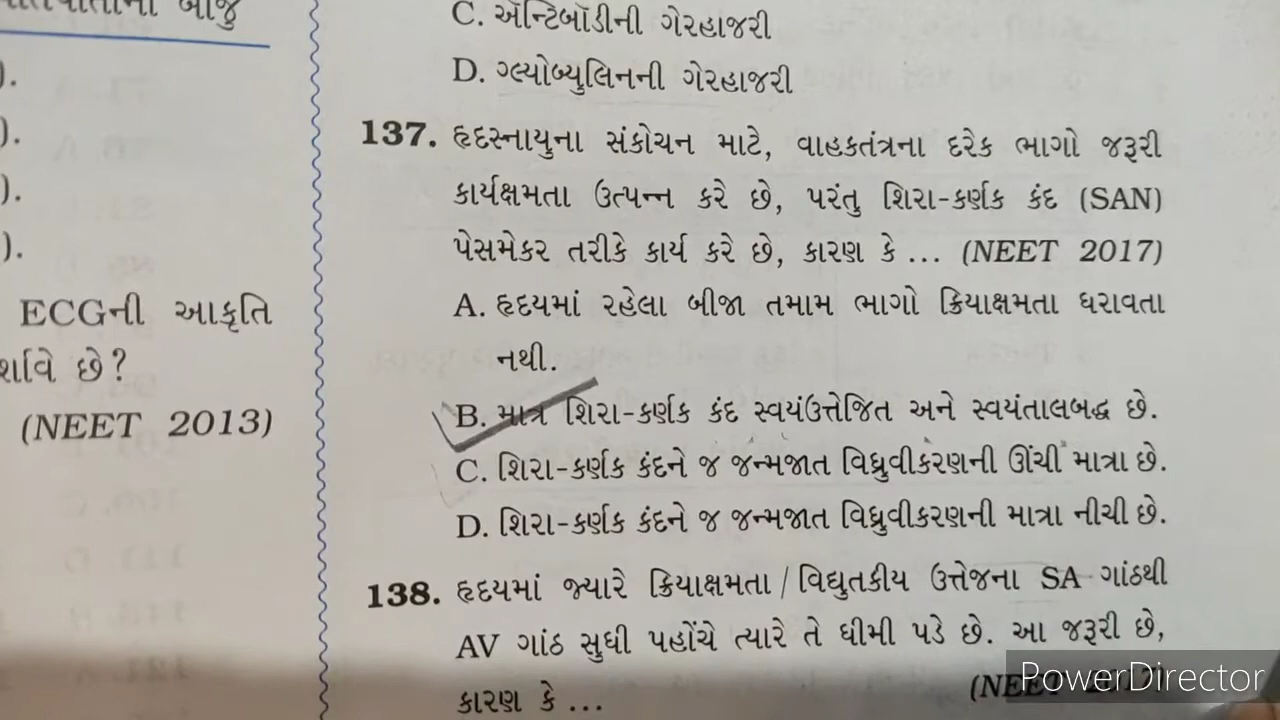 બાજુ
).
).
).
).
ECGની આકૃતિ
છે?
(NEET 2013)
C. ઍન્ટિબૉડીની ગેરહાજરી
D. ગ્લ્યોબ્યુલિનની ગેરહાજરી
137. હૃદસ્નાયુના સંકોચન માટે, વાહકતંત્રના દરેક ભાગો જરૂરી
કાર્યક્ષમતા ઉત્પન્ન કરે છે, પરંતુ શિરા-કર્ણક કંદ (SAN)
પેસમેકર તરીકે કાર્ય કરે છે, કારણ કે ... (NEET 2017)
A. હૃદયમાં રહેલા બીજા તમામ ભાગો ક્રિયાક્ષમતા ધરાવતા
નથી.
B. માત્ર શિરા-કર્ણક કંદ સ્વયંઉત્તેજિત અને સ્વયંતાલબદ્ધ છે.
C. શિરા-કર્ણક કંદને જ જન્મજાત વિધ્રુવીકરણની ઊંચી માત્રા છે.
D. શિરા-કર્ણક કંદને જ જન્મજાત વિધ્રુવીકરણની માત્રા નીચી છે.
138. હૃદયમાં જ્યારે ક્રિયાક્ષમતા / વિદ્યુતકીય ઉત્તેજના SA ગાંઠથી
AV ગાંઠ સુધી પહોંચે ત્યારે તે ધીમી પડે છે. આ જરૂરી છે,
કારણ કે ... (NEET 2017)
PowerDirector